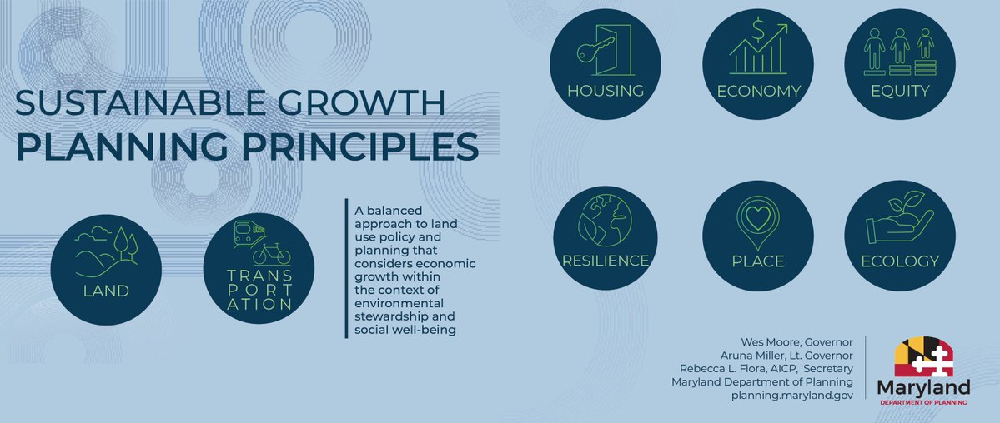 SUSTAINABLE GROWTH
PLANNING PRINCIPLES
LAND
TRANS
PORT
ATION
A balanced
approach to land
use policy and
planning that
considers economic
growth within
the context of
environmental
stewardship and
social well-being
HOUSING
$
ECONOMY
EQUITY
RESILIENCE
PLACE
ECOLOGY
Wes Moore, Governor
Aruna Miller, Lt. Governor
Rebecca L. Flora, AICP, Secretary
Maryland Department of Planning
planning.maryland.gov
Maryland
DEPARTMENT OF PLANNING